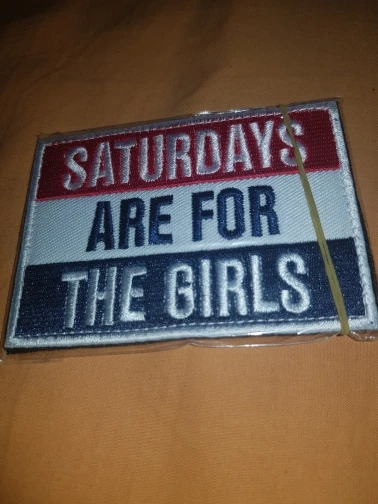 SATURDAYS
ARE FOR
THE GIRLS